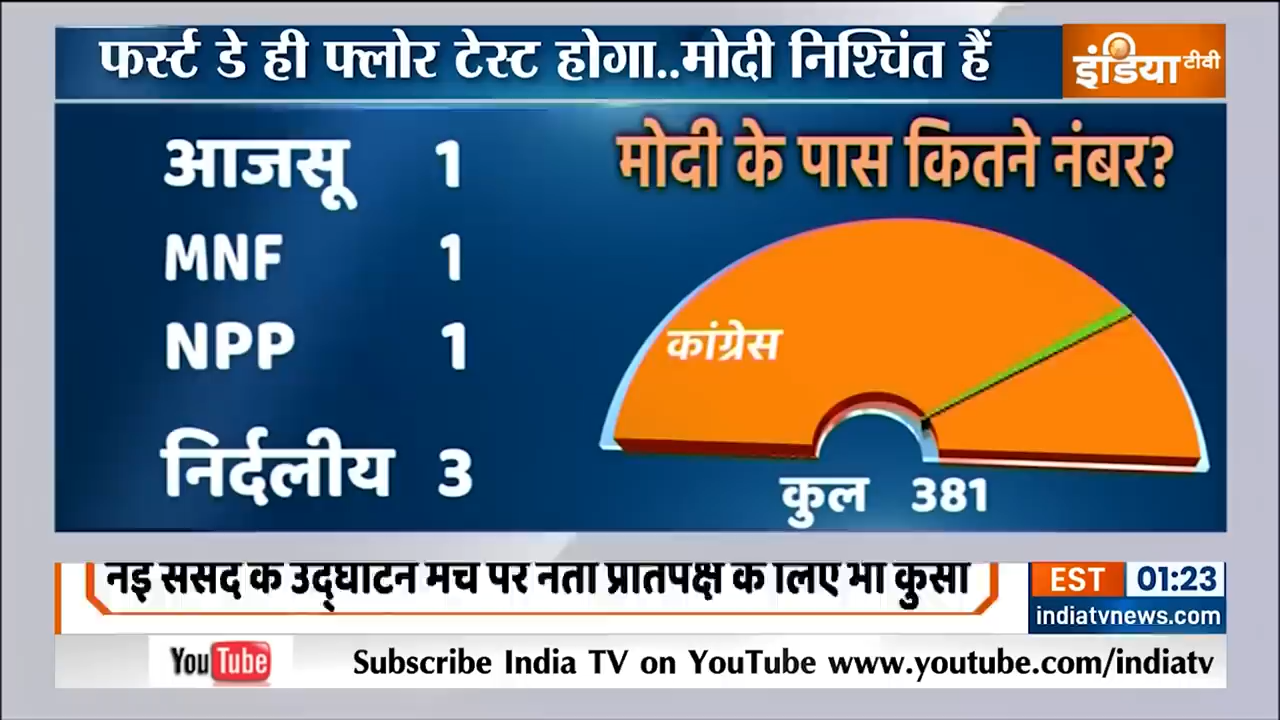 फर्स्ट डे ही फ्लोर टेस्ट होगा..मोदी निश्चिंत हैं
इंडिया टीवी
मोदी के पास कितने नंबर?
आजसू 1
MNF 1
NPP 1
निर्दलीय 3
कांग्रेस
कुल 381
नई संसद के उद्घाटन मंच पर नेता प्रतिपक्ष के लिए भी कुर्सी
EST 01:23
indiatvnews.com
YouTube Subscribe India TV on YouTube www.youtube.com/indiatv